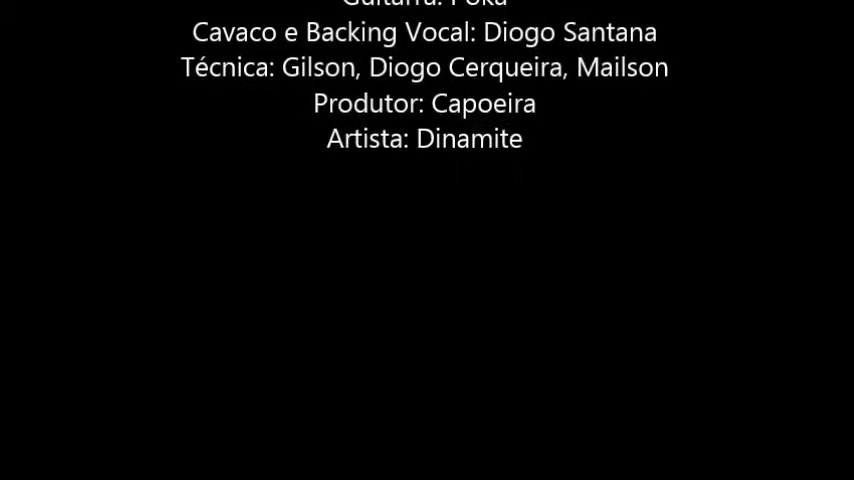 Cavaco e Backing Vocal: Diogo Santana
Técnica: Gilson, Diogo Cerqueira, Mailson
Produtor: Capoeira
Artista: Dinamite